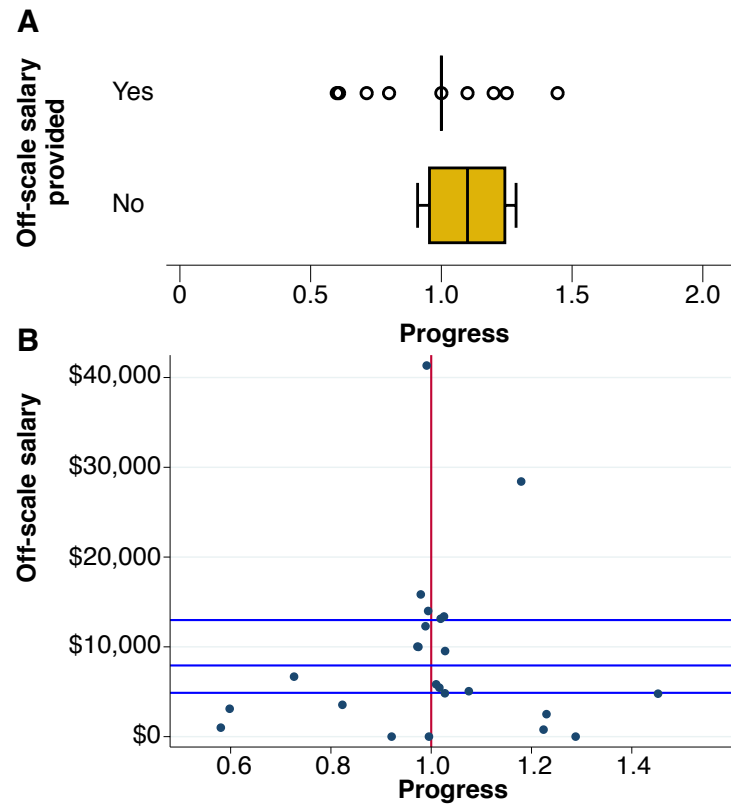 A
Off-scale salary
provided
Yes
No
0 0.5 1.0 1.5 2.0
Progress
B
Off-scale salary
$40,000
$30,000
$20,000
$10,000
$0
0.6 0.8 1.0 1.2 1.4
Progress